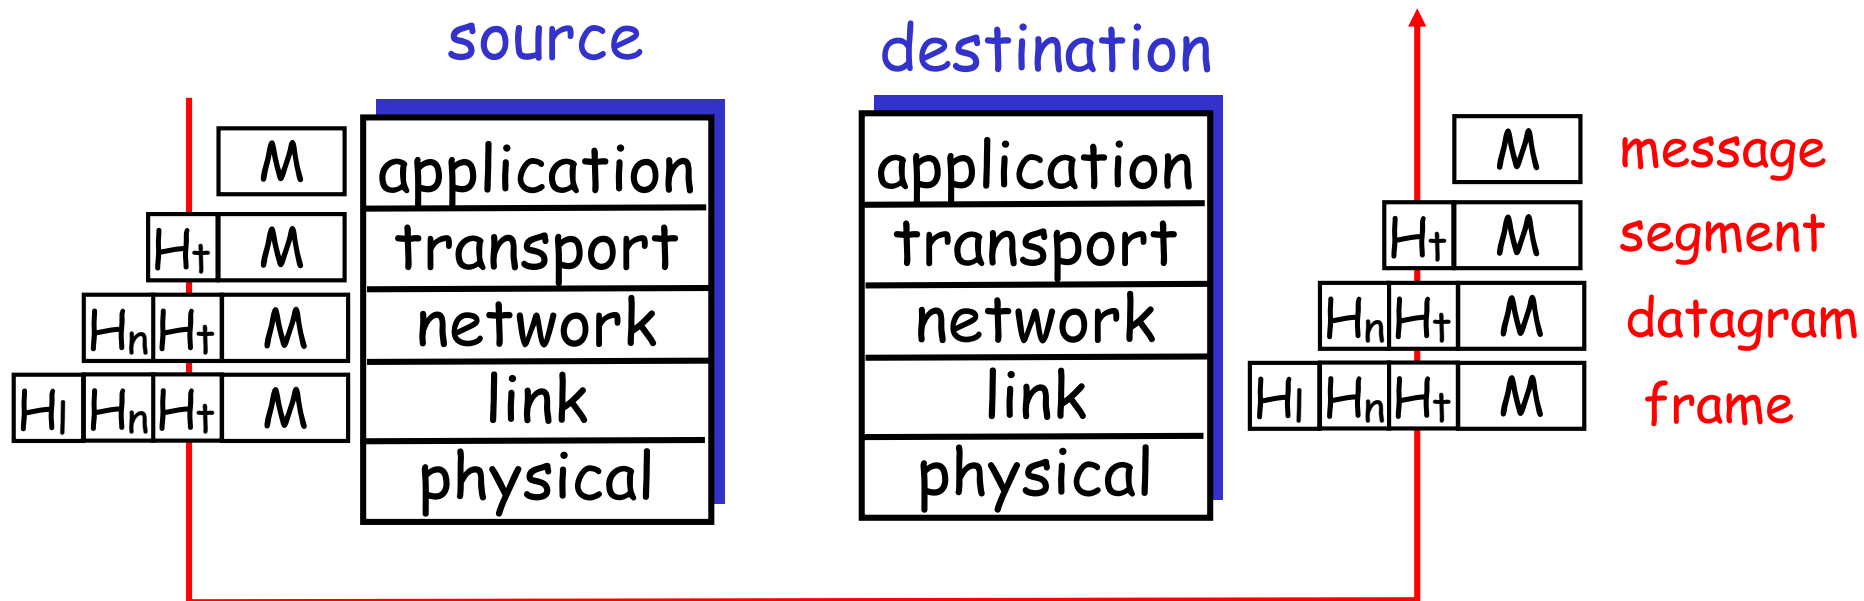 source destination
M application application M message
Ht M transport transport Ht M segment
Hn Ht M network network Hn Ht M datagram
Hl Hn Ht M link link Hl Hn Ht M frame
physical physical